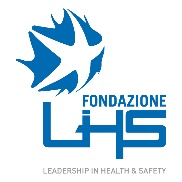 FONDAZIONE
LHS
LEADERSHIP IN HEALTH & SAFETY